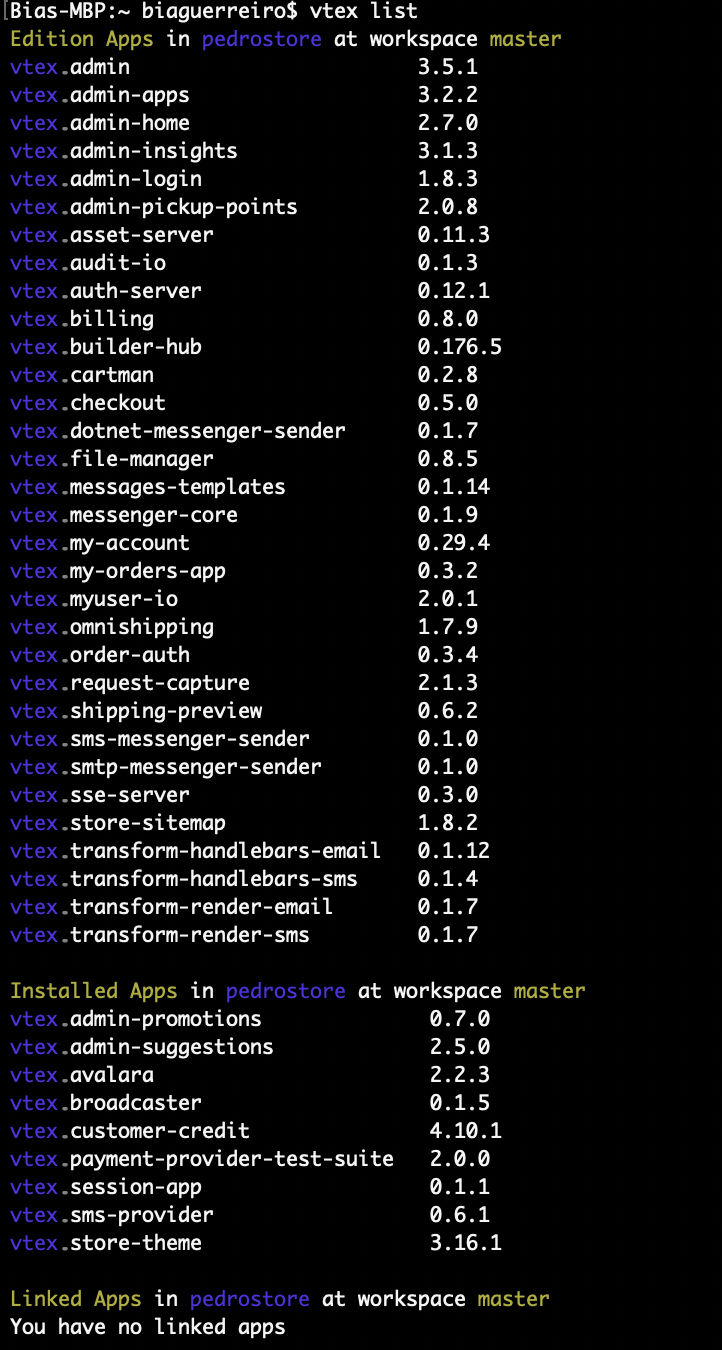 Bias-MBP:~ biaguerreiro$ vtex list
Edition Apps in pedrostore at workspace master
vtex.admin 3.5.1
vtex.admin-apps 3.2.2
vtex.admin-home 2.7.0
vtex.admin-insights 3.1.3
vtex.admin-login 1.8.3
vtex.admin-pickup-points 2.0.8
vtex.asset-server 0.11.3
vtex.audit-io 0.1.3
vtex.auth-server 0.12.1
vtex.billing 0.8.0
vtex.builder-hub 0.176.5
vtex.cartman 0.2.8
vtex.checkout 0.5.0
vtex.dotnet-messenger-sender 0.1.7
vtex.file-manager 0.8.5
vtex.messages-templates 0.1.14
vtex.messenger-core 0.1.9
vtex.my-account 0.29.4
vtex.my-orders-app 0.3.2
vtex.myuser-io 2.0.1
vtex.omnishipping 1.7.9
vtex.order-auth 0.3.4
vtex.request-capture 2.1.3
vtex.shipping-preview 0.6.2
vtex.sms-messenger-sender 0.1.0
vtex.smtp-messenger-sender 0.1.0
vtex.sse-server 0.3.0
vtex.store-sitemap 1.8.2
vtex.transform-handlebars-email 0.1.12
vtex.transform-handlebars-sms 0.1.4
vtex.transform-render-email 0.1.7
vtex.transform-render-sms 0.1.7
Installed Apps in pedrostore at workspace master
vtex.admin-promotions 0.7.0
vtex.admin-suggestions 2.5.0
vtex.avalara 2.2.3
vtex.broadcaster 0.1.5
vtex.customer-credit 4.10.1
vtex.payment-provider-test-suite 2.0.0
vtex.session-app 0.1.1
vtex.sms-provider 0.6.1
vtex.store-theme 3.16.1
Linked Apps in pedrostore at workspace master
You have no linked apps